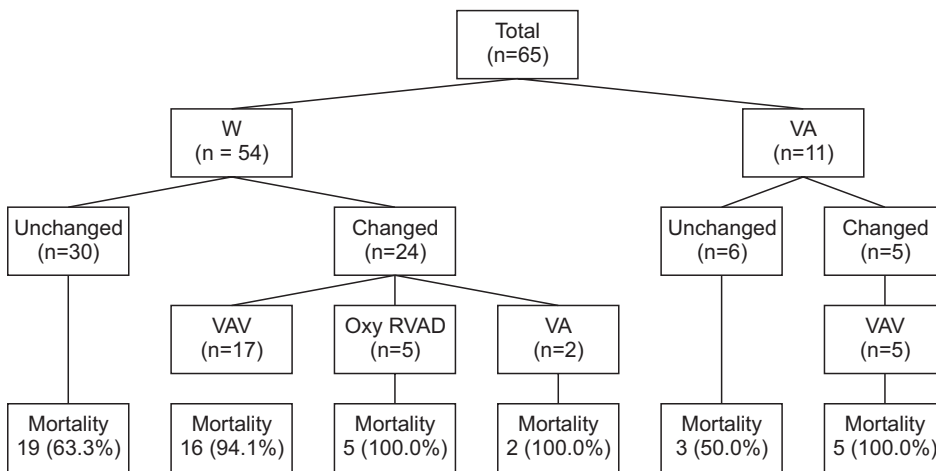 Total
(n=65)
W
(n = 54)
VA
(n=11)
Unchanged
(n=30)
Changed
(n=24)
Unchanged
(n=6)
Changed
(n=5)
VAV
(n=17)
Oxy RVAD
(n=5)
VA
(n=2)
VAV
(n=5)
Mortality
19 (63.3%)
Mortality
16 (94.1%)
Mortality
5 (100.0%)
Mortality
2 (100.0%)
Mortality
3 (50.0%)
Mortality
5 (100.0%)